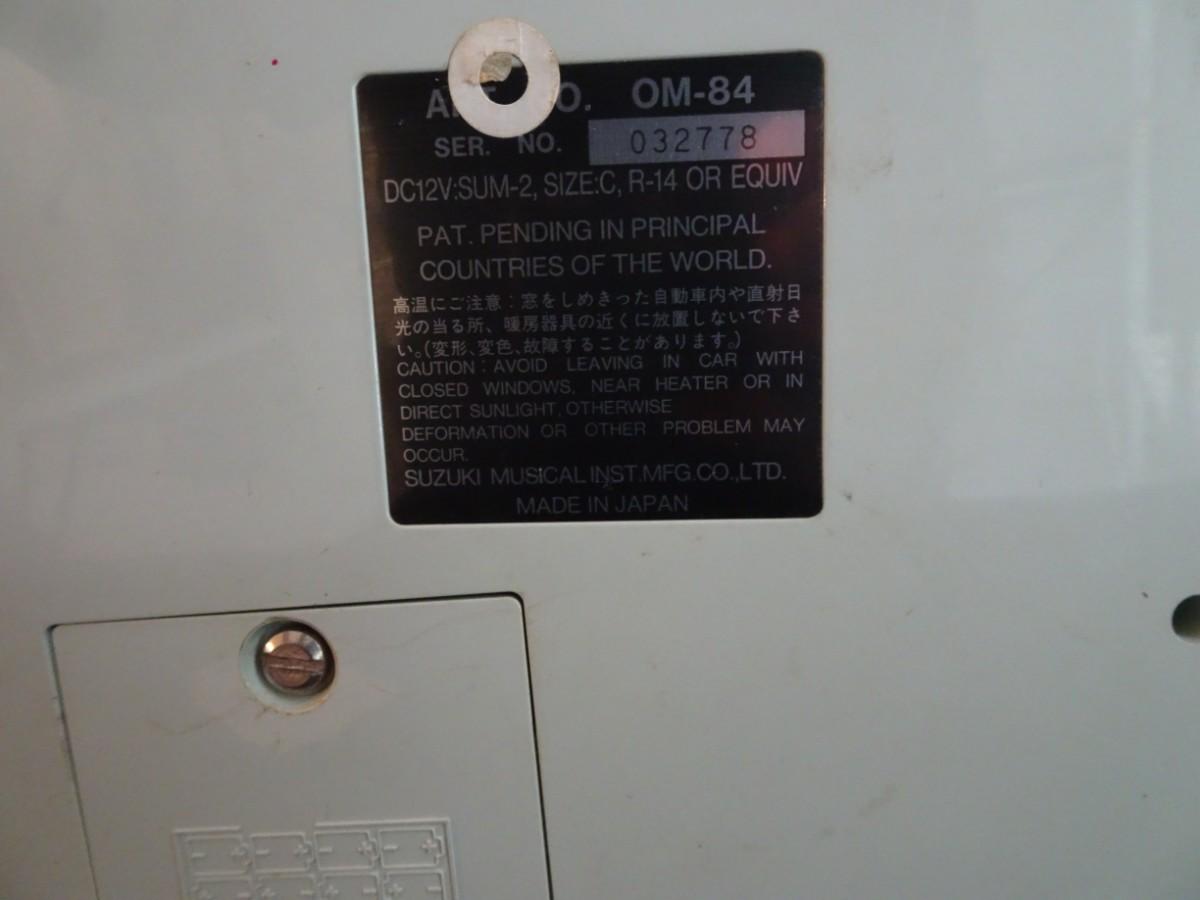 OM-84
SER. NO. 032778
DC12V:SUM-2, SIZE:C, R-14 OR EQUIV
PAT. PENDING IN PRINCIPAL
COUNTRIES OF THE WORLD.
高温にご注意:窓をしめきった自動車内や直射日
光の当る所、暖房器具の近くに放置しないで下さ
い。(変形、変色、故障することがあります。)
CAUTION : AVOID LEAVING IN CAR WITH
CLOSED WINDOWS, NEAR HEATER OR IN
DIRECT SUNLIGHT, OTHERWISE
DEFORMATION OR OTHER PROBLEM MAY
OCCUR.
SUZUKI MUSICAL INST.MFG.CO.,LTD.
MADE IN JAPAN